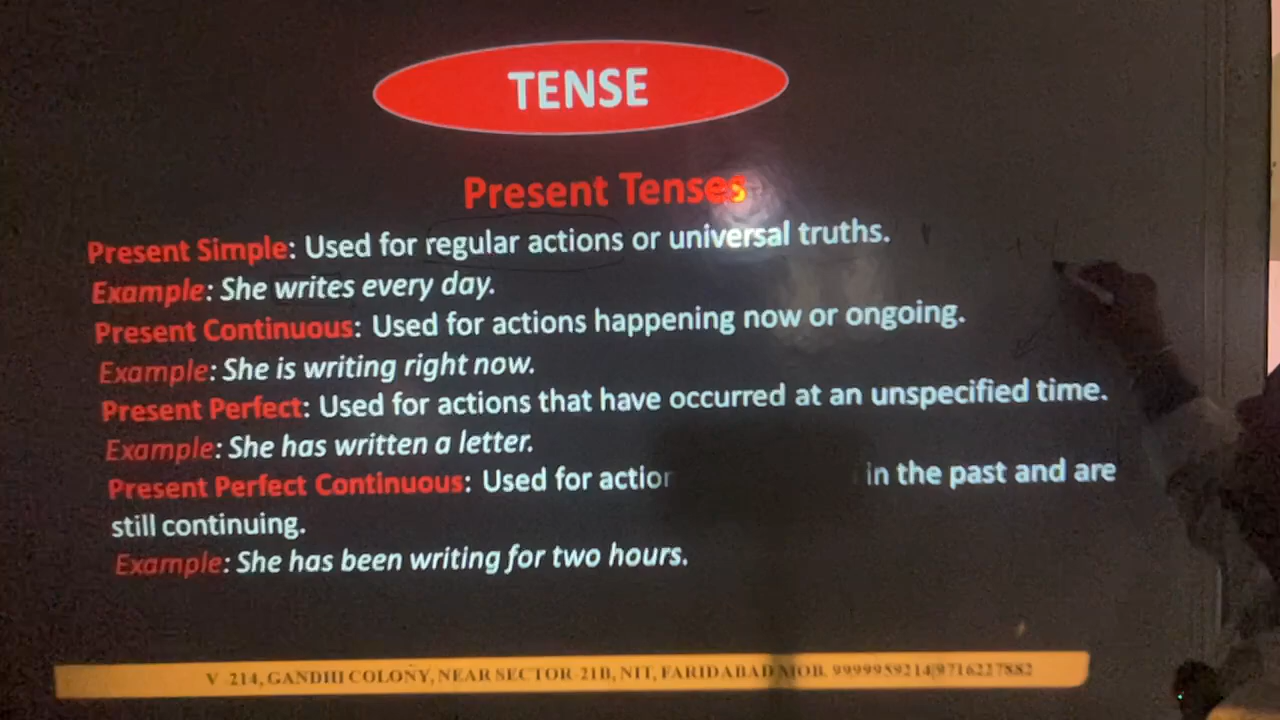 TENSE
Present Tenses
Present Simple: Used for regular actions or universal truths.
Example: She writes every day.
Present Continuous: Used for actions happening now or ongoing.
Example: She is writing right now.
Present Perfect: Used for actions that have occurred at an unspecified time.
Example: She has written a letter.
Present Perfect Continuous: Used for in the past and are
still continuing.
Example: She has been writing for two hours.
V -214, GANDHI COLONY, NEAR SECTOR-21B, NIT, FARIDABAD MOB. 9999959214|9716227882